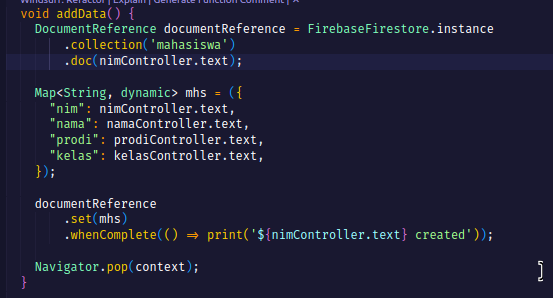 Windsurf: Refactor | Explain | Generate Function Comment | ×
void addData() {
DocumentReference documentReference = FirebaseFirestore.instance
.collection('mahasiswa')
.doc(nimController.text);
Map<String, dynamic> mhs = ({
"nim": nimController.text,
"nama": namaController.text,
"prodi": prodiController.text,
"kelas": kelasController.text,
});
documentReference
.set(mhs)
.whenComplete(() => print('${nimController.text} created'));
Navigator.pop(context);
}